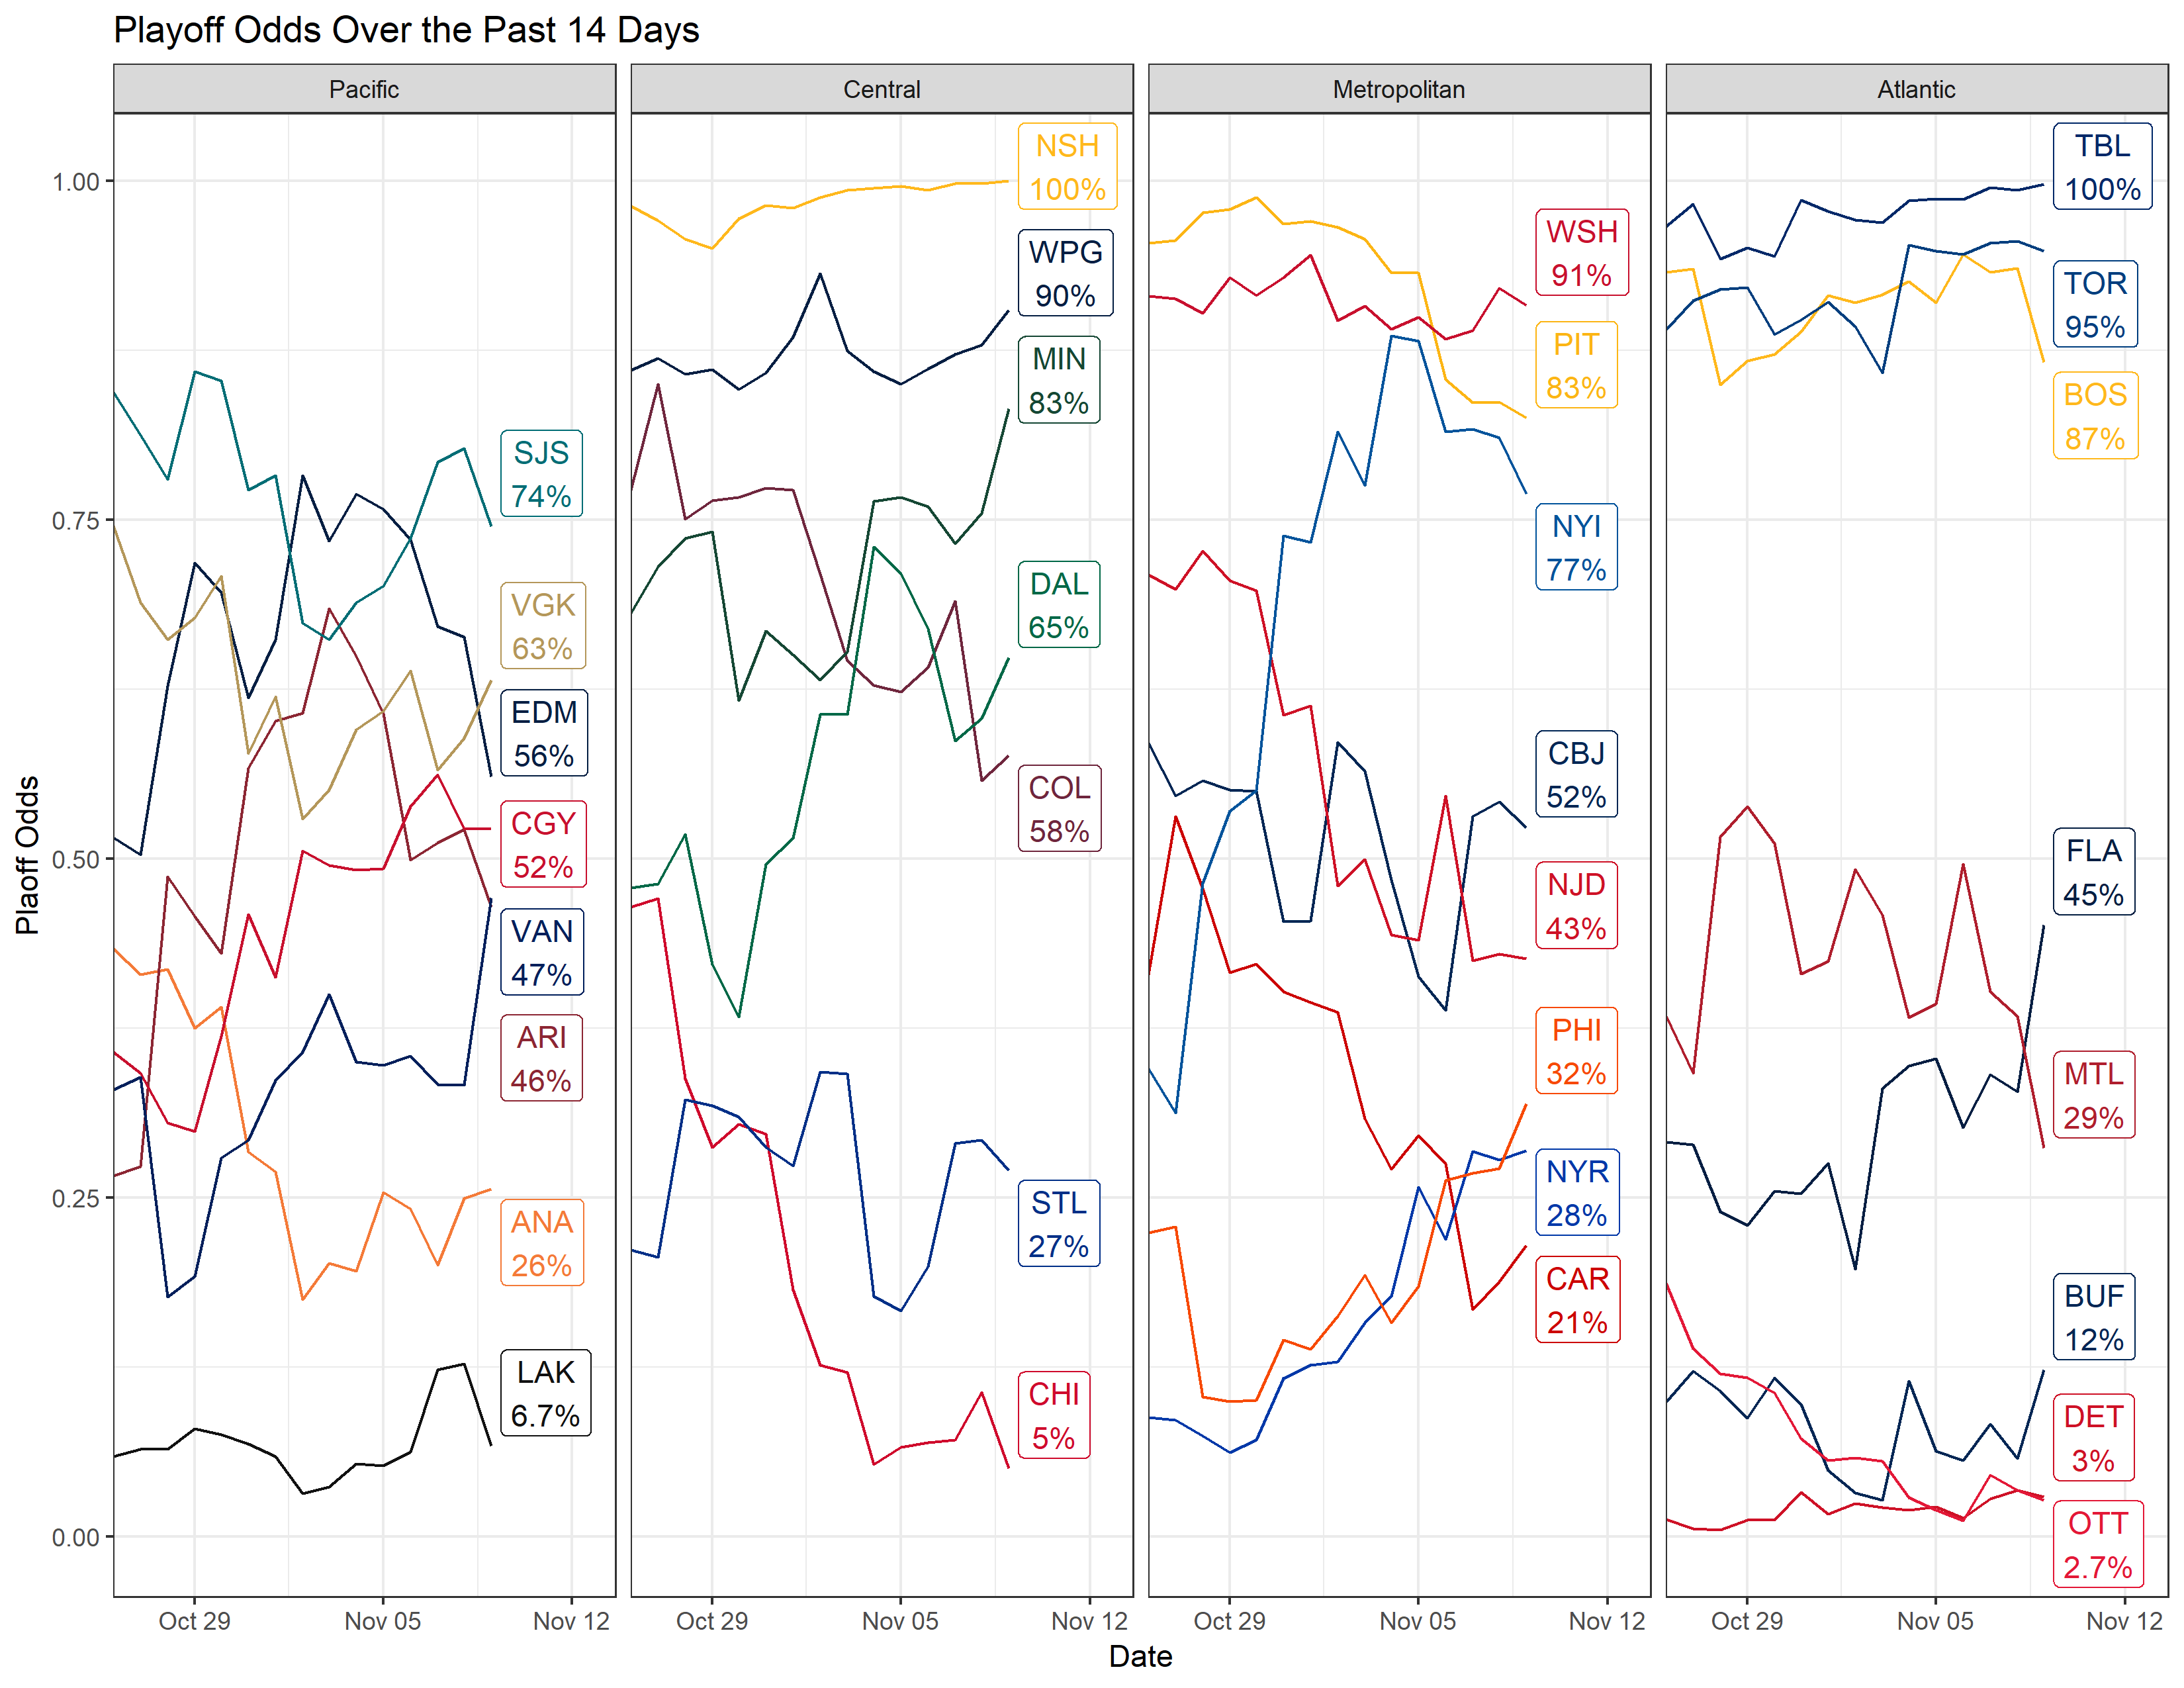 Playoff Odds Over the Past 14 Days
Pacific
Central
Metropolitan
Atlantic
Plaoff Odds
1.00
0.75
0.50
0.25
0.00
SJS
74%
VGK
63%
EDM
56%
CGY
52%
VAN
47%
ARI
46%
ANA
26%
LAK
6.7%
NSH
100%
WPG
90%
MIN
83%
DAL
65%
COL
58%
STL
27%
CHI
5%
WSH
91%
PIT
83%
NYI
77%
CBJ
52%
NJD
43%
PHI
32%
NYR
28%
CAR
21%
TBL
100%
TOR
95%
BOS
87%
FLA
45%
MTL
29%
BUF
12%
DET
3%
OTT
2.7%
Oct 29 Nov 05 Nov 12
Oct 29 Nov 05 Nov 12
Oct 29 Nov 05 Nov 12
Oct 29 Nov 05 Nov 12
Date